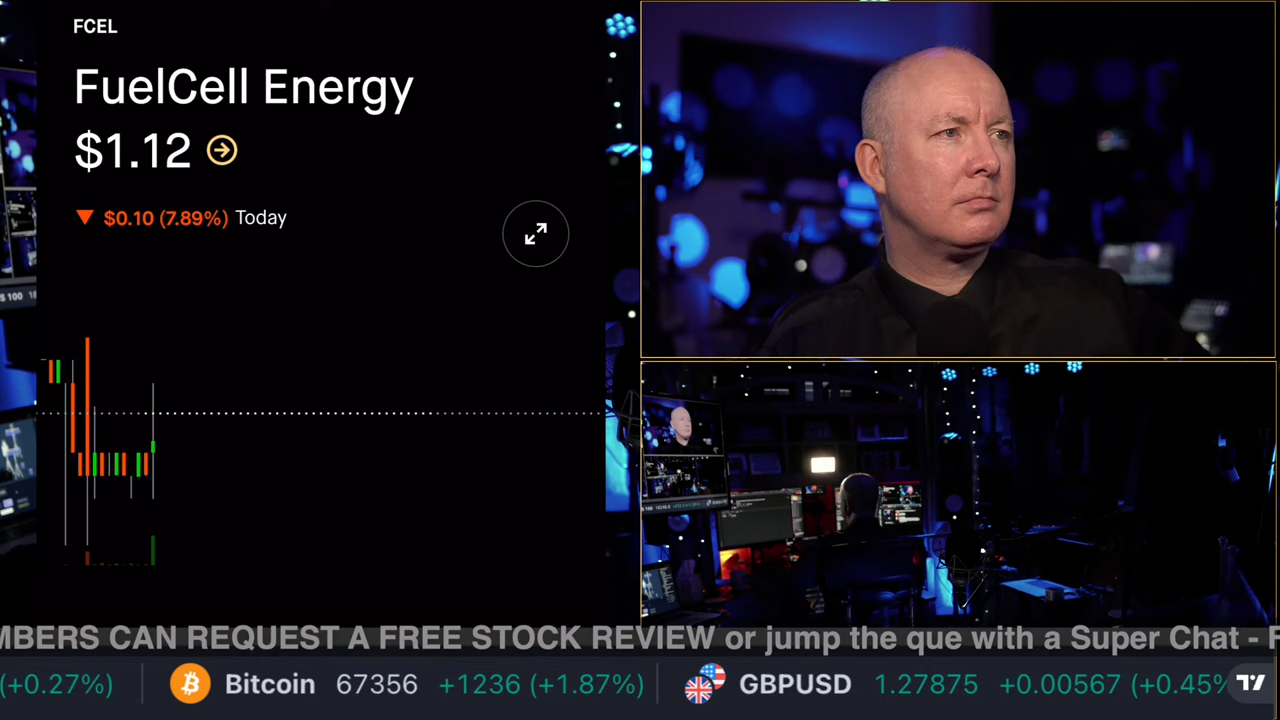 FCEL
FuelCell Energy
$1.12
$0.10 (7.89%) Today
MBERS CAN REQUEST A FREE STOCK REVIEW or jump the que with a Super Chat - F
(+0.27%) Bitcoin 67356 +1236 (+1.87%) GBPUSD 1.27875 +0.00567 (+0.45%